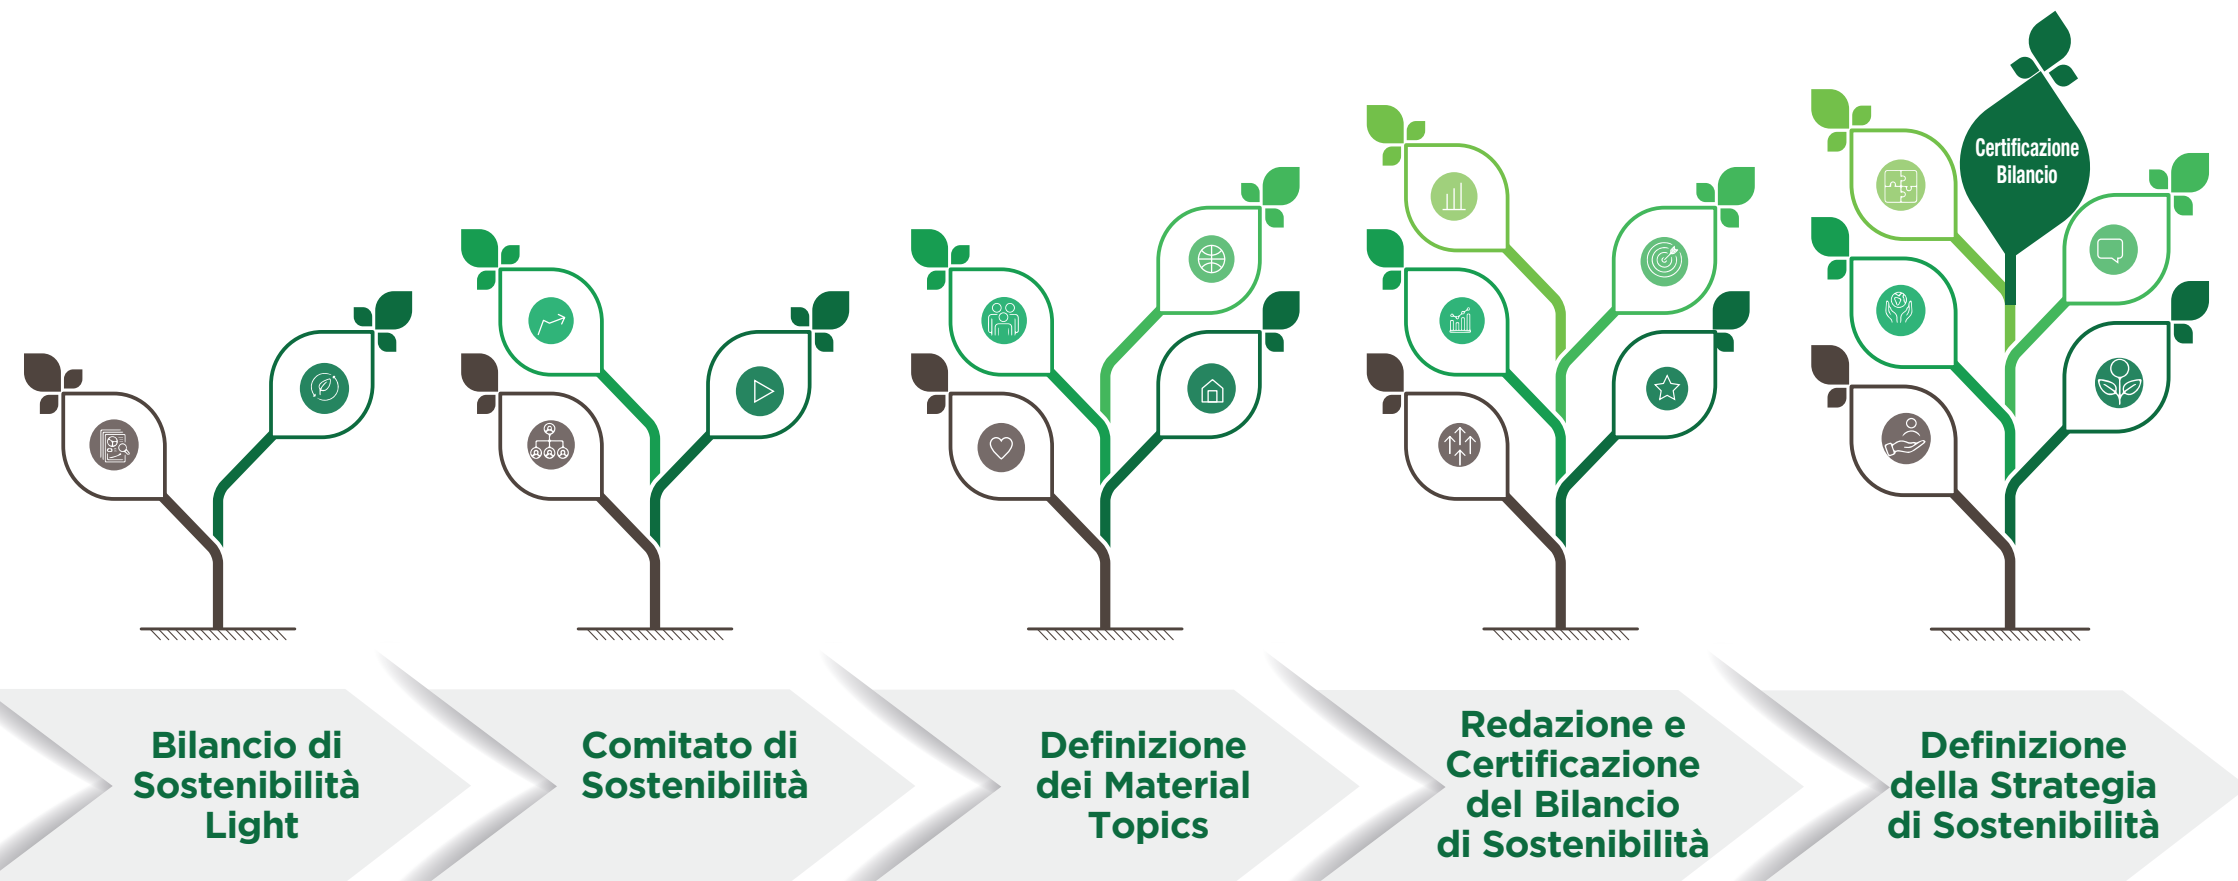 Certificazione
Bilancio
Bilancio di
Sostenibilità
Light
Comitato di
Sostenibilità
Definizione
dei Material
Topics
Redazione e
Certificazione
del Bilancio
di Sostenibilità
Definizione
della Strategia
di Sostenibilità